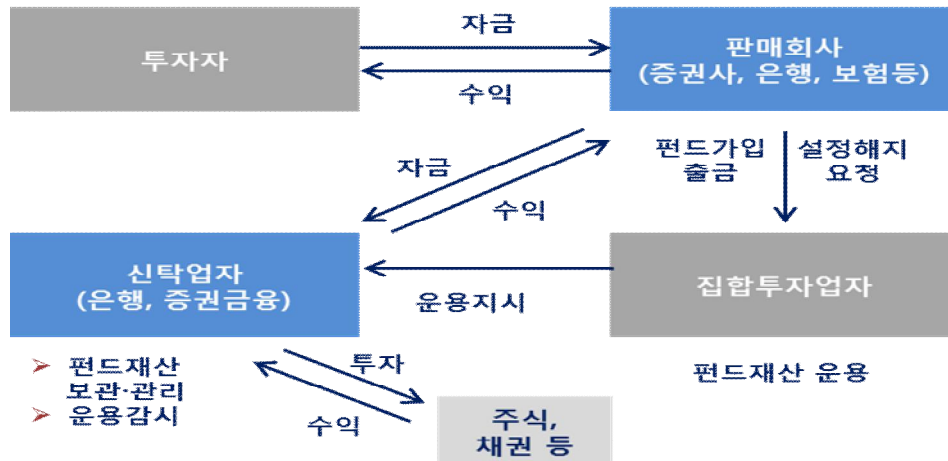 자금
투자자
판매회사
(증권사, 은행, 보험등)
수익
자금
수익
펀드가입
출금
설정해지
요청
신탁업자
(은행, 증권금융)
집합투자업자
운용지시
➢ 펀드재산
보관·관리
➢ 운용감시
투자
수익
펀드재산 운용
주식,
채권 등